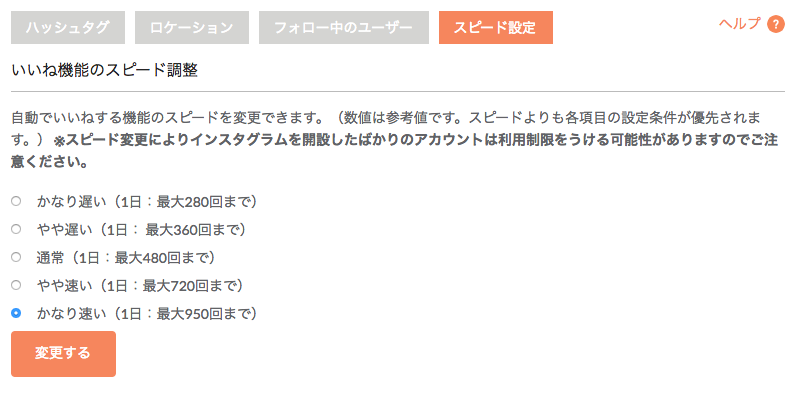 ハッシュタグ ロケーション フォロー中のユーザー スピード設定 ヘルプ ?
いいね機能のスピード調整
自動でいいねする機能のスピードを変更できます。（数値は参考値です。スピードよりも各項目の設定条件が優先されま
す。） ※スピード変更によりインスタグラムを開設したばかりのアカウントは利用制限をうける可能性がありますのでご注
意ください。
かなり遅い（1日：最大280回まで）
やや遅い（1日： 最大360回まで）
通常（1日：最大480回まで）
やや速い（1日：最大720回まで）
かなり速い（1日：最大950回まで）
変更する